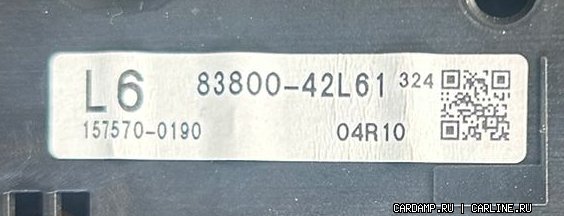 L6 83800-42L61 324
157570-0190 04R10
CARDAMP.RU | CARLINE.RU